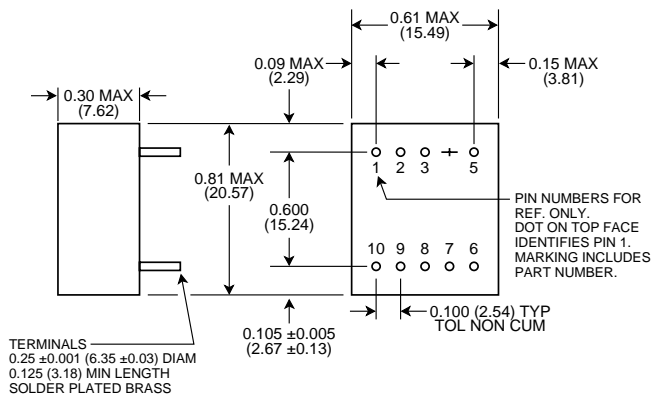 0.61 MAX
(15.49)
0.09 MAX
(2.29)
0.15 MAX
(3.81)
0.30 MAX
(7.62)
0.81 MAX
(20.57)
0.600
(15.24)
1 2 3 5
10 9 8 7 6
PIN NUMBERS FOR
REF. ONLY.
DOT ON TOP FACE
IDENTIFIES PIN 1.
MARKING INCLUDES
PART NUMBER.
0.100 (2.54) TYP
TOL NON CUM
0.105 ±0.005
(2.67 ±0.13)
TERMINALS
0.25 ±0.001 (6.35 ±0.03) DIAM
0.125 (3.18) MIN LENGTH
SOLDER PLATED BRASS